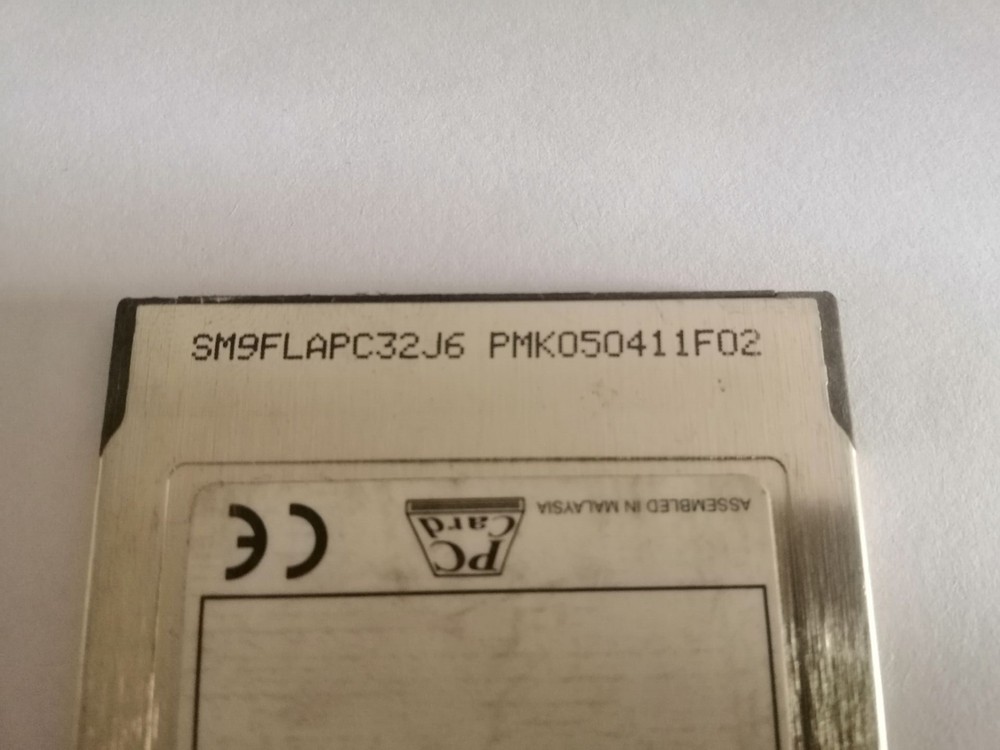 SM9FLAPC32J6 PMK050411F02
ASSEMBLED IN MALAYSIA
PC
Card
CE